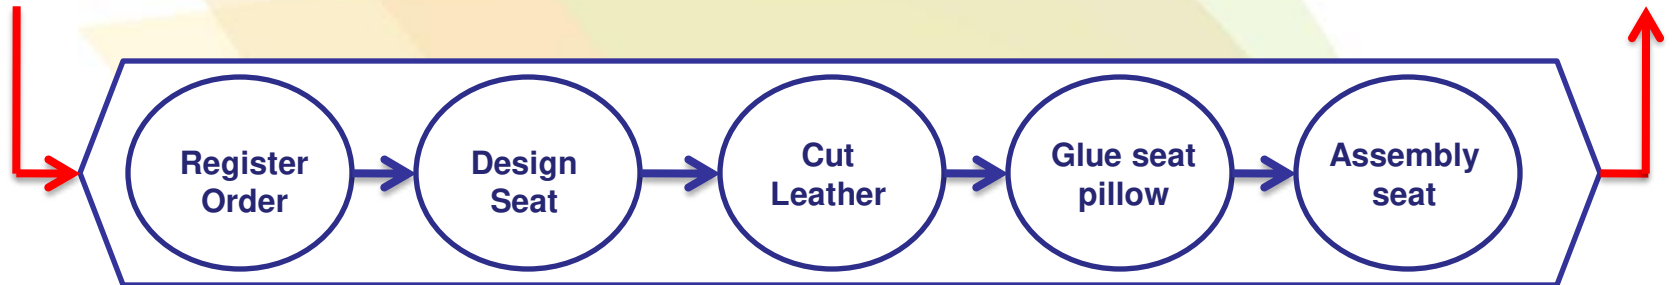 Register
Order
Design
Seat
Cut
Leather
Glue seat
pillow
Assembly
seat